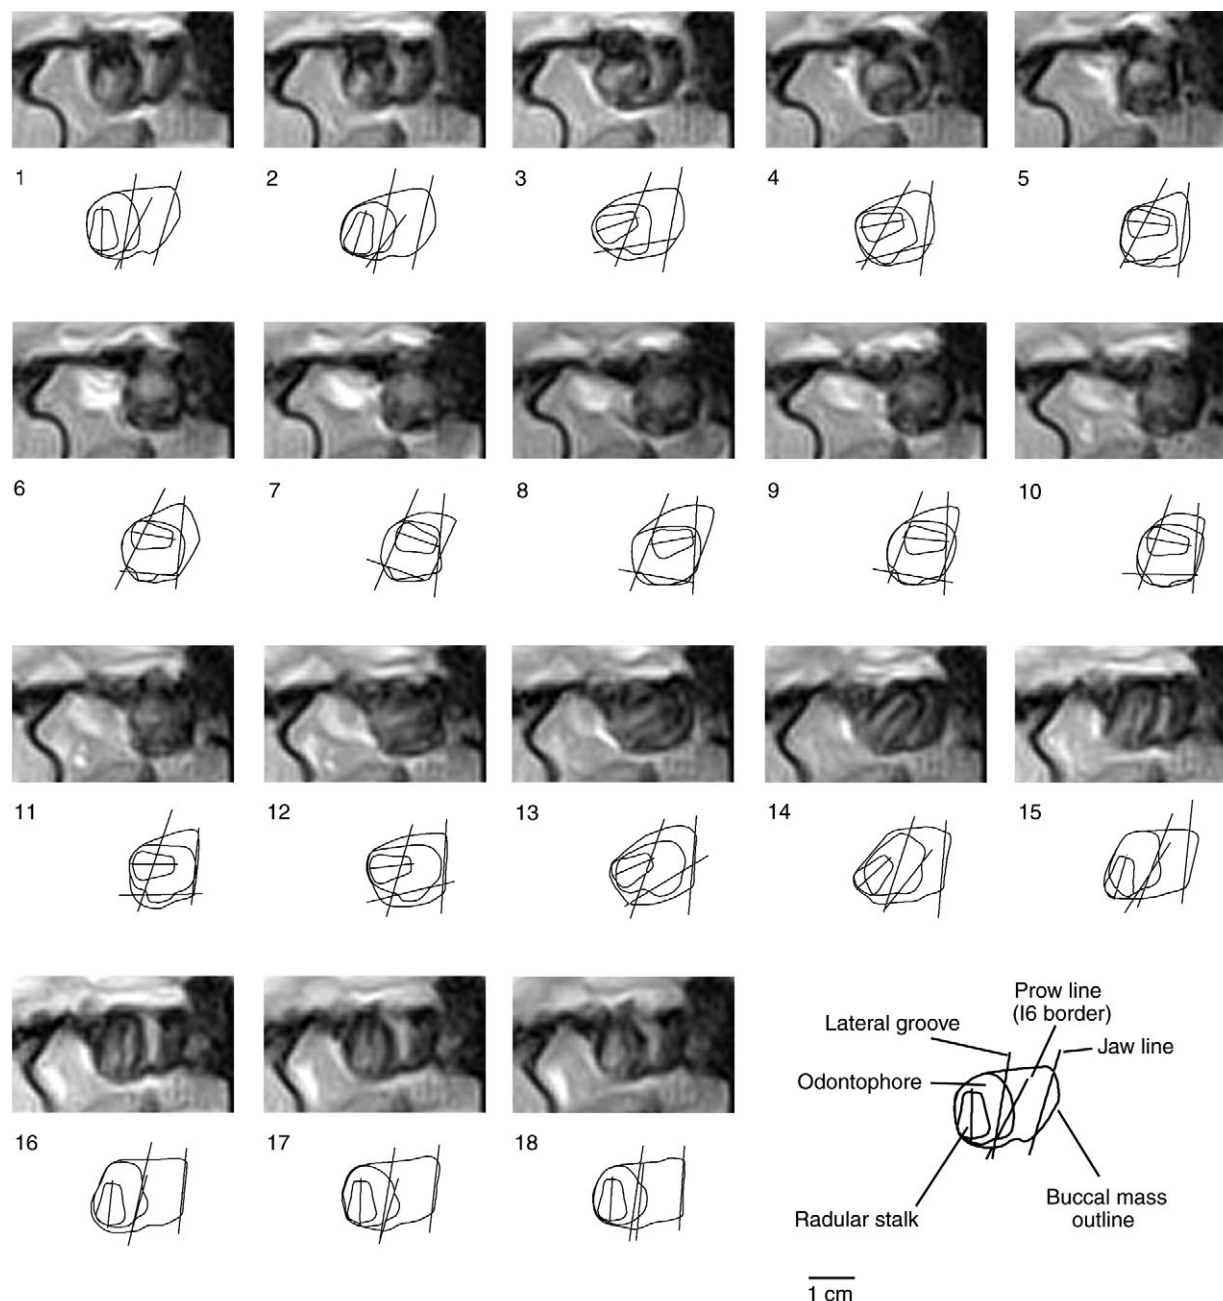 1 2 3 4 5
6 7 8 9 10
11 12 13 14 15
16 17 18
Prow line
(I6 border)
Lateral groove
Jaw line
Odontophore
Radular stalk
Buccal mass
outline
1 cm